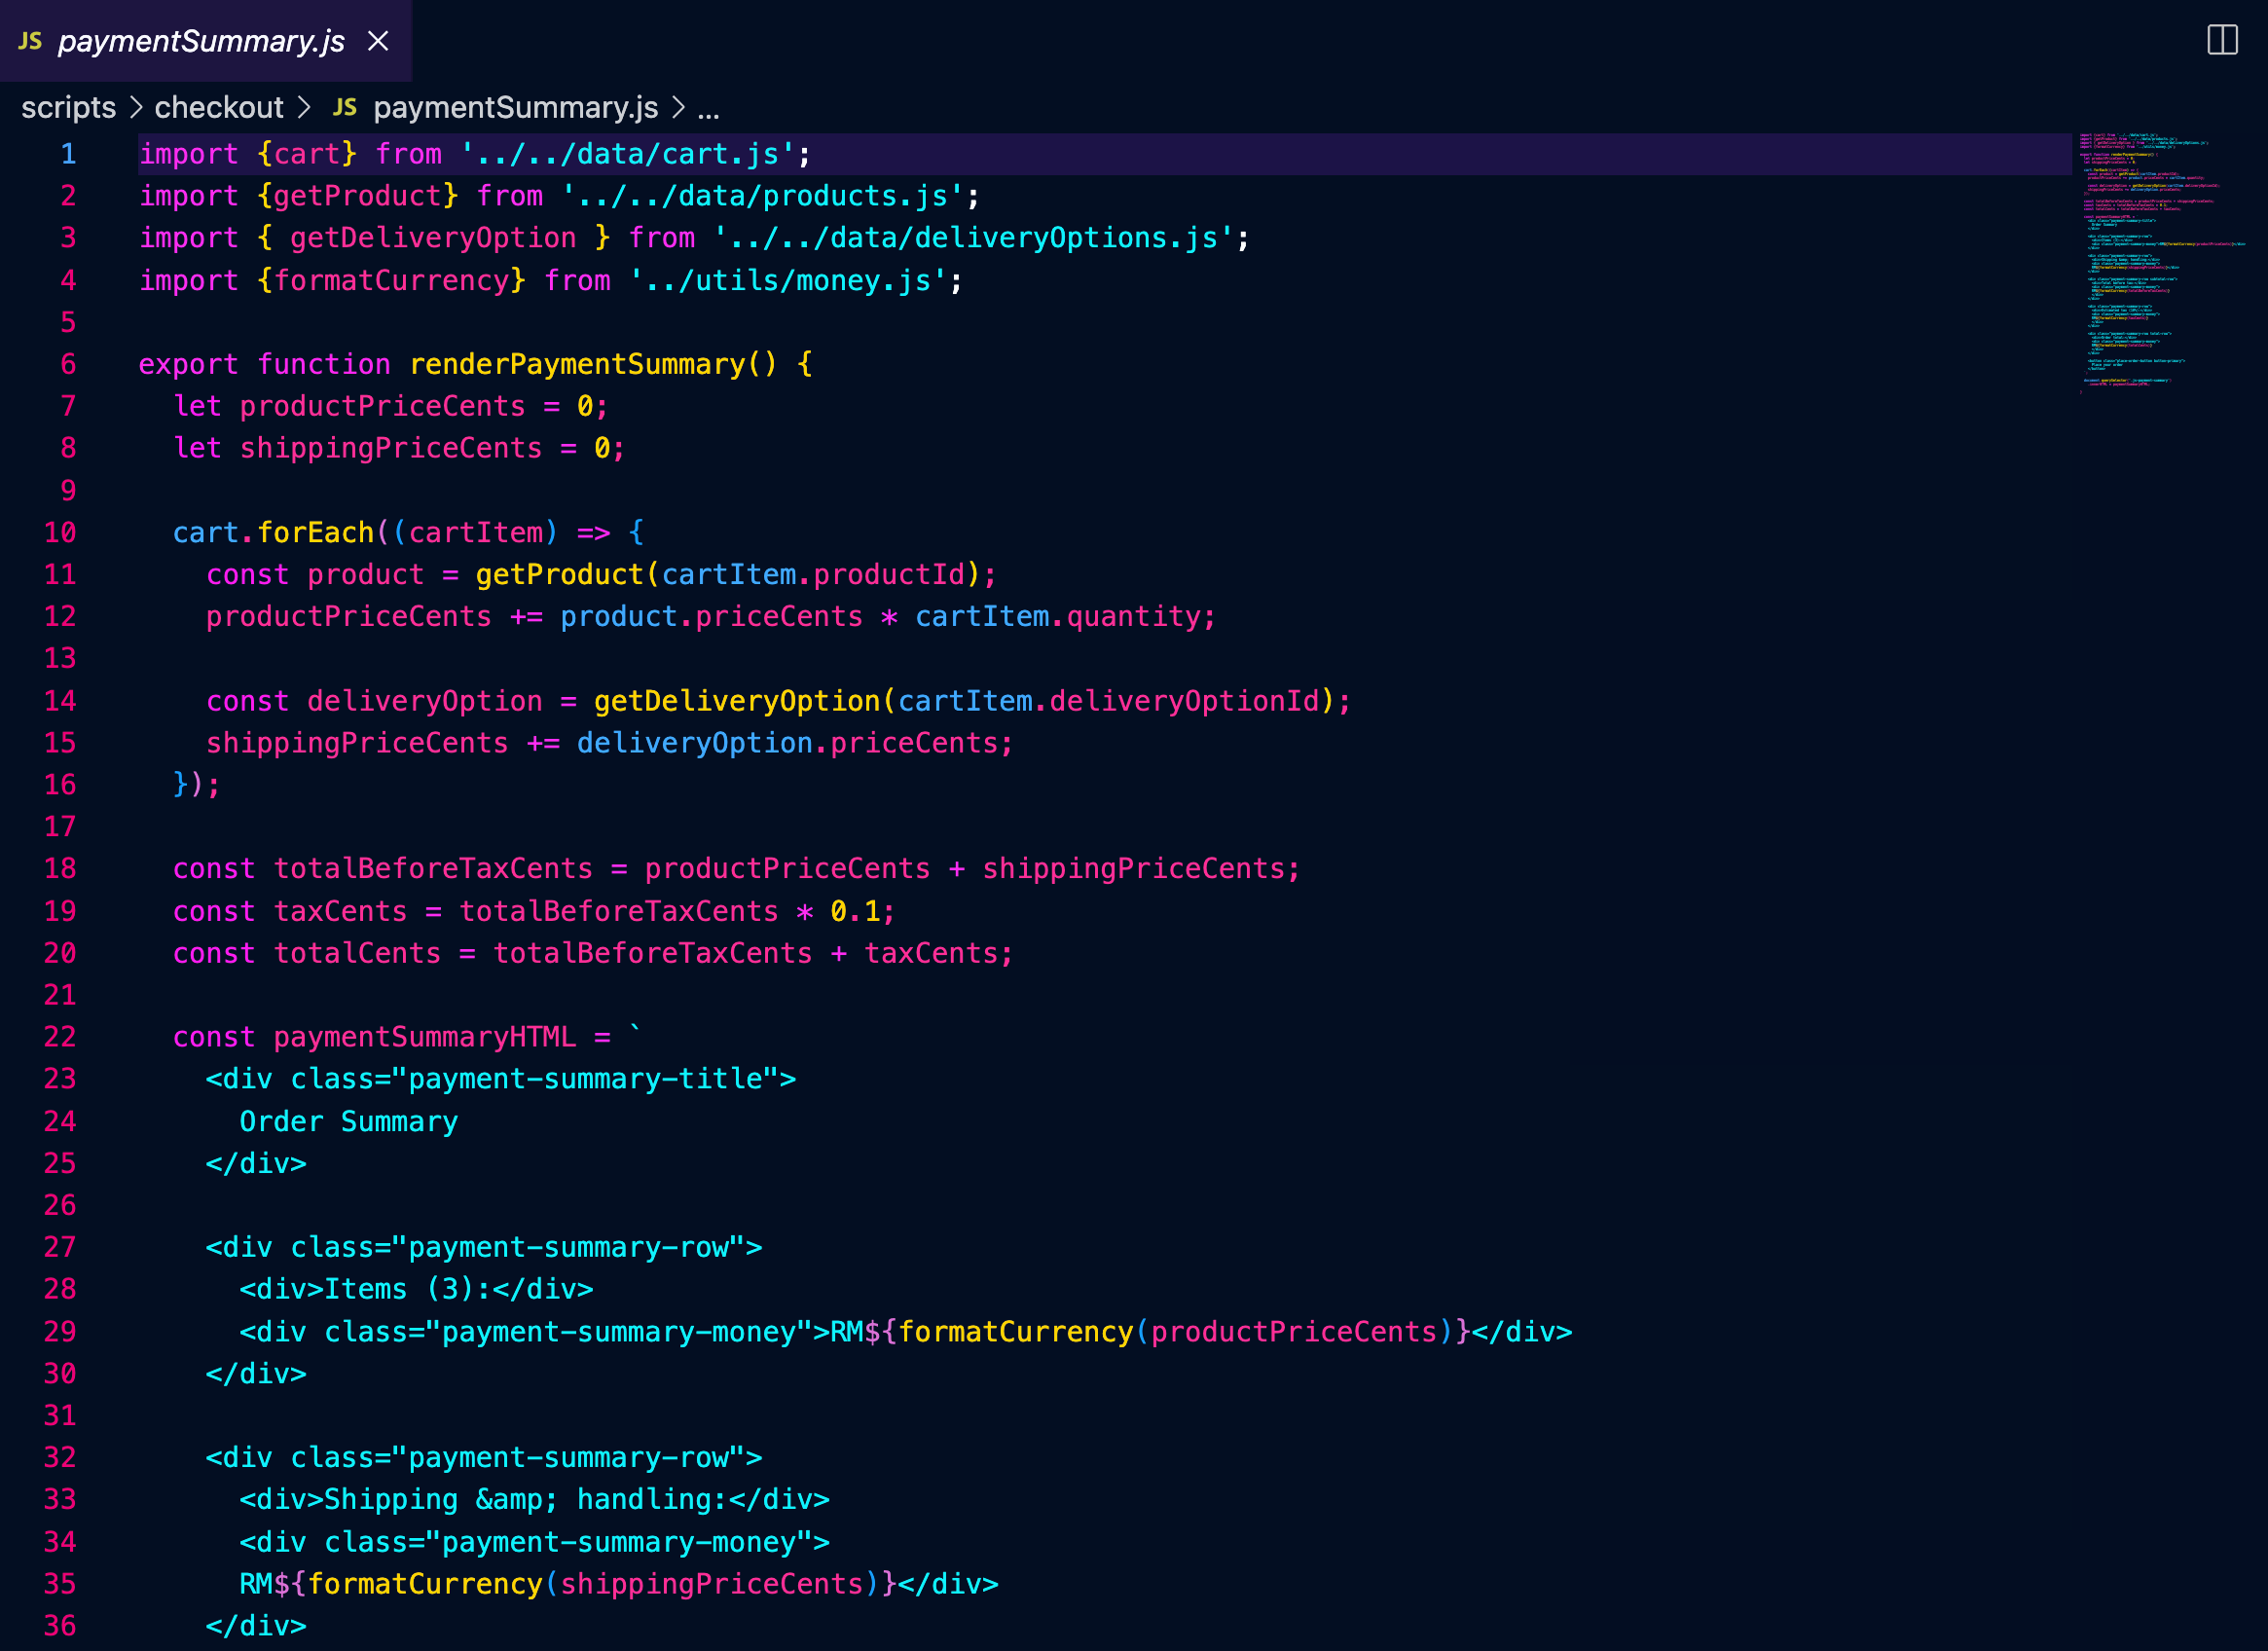 JS paymentSummary.js ×
scripts > checkout > JS paymentSummary.js > ...
1 import {cart} from '../../data/cart.js';
2 import {getProduct} from '../../data/products.js';
3 import { getDeliveryOption } from '../../data/deliveryOptions.js';
4 import {formatCurrency} from '../utils/money.js';
5
6 export function renderPaymentSummary() {
7 let productPriceCents = 0;
8 let shippingPriceCents = 0;
9
10 cart.forEach((cartItem) => {
11 const product = getProduct(cartItem.productId);
12 productPriceCents += product.priceCents * cartItem.quantity;
13
14 const deliveryOption = getDeliveryOption(cartItem.deliveryOptionId);
15 shippingPriceCents += deliveryOption.priceCents;
16 });
17
18 const totalBeforeTaxCents = productPriceCents + shippingPriceCents;
19 const taxCents = totalBeforeTaxCents * 0.1;
20 const totalCents = totalBeforeTaxCents + taxCents;
21
22 const paymentSummaryHTML = `
23 <div class="payment-summary-title">
24 Order Summary
25 </div>
26
27 <div class="payment-summary-row">
28 <div>Items (3):</div>
29 <div class="payment-summary-money">RM${formatCurrency(productPriceCents)}</div>
30 </div>
31
32 <div class="payment-summary-row">
33 <div>Shipping &amp; handling:</div>
34 <div class="payment-summary-money">
35 RM${formatCurrency(shippingPriceCents)}</div>
36 </div>